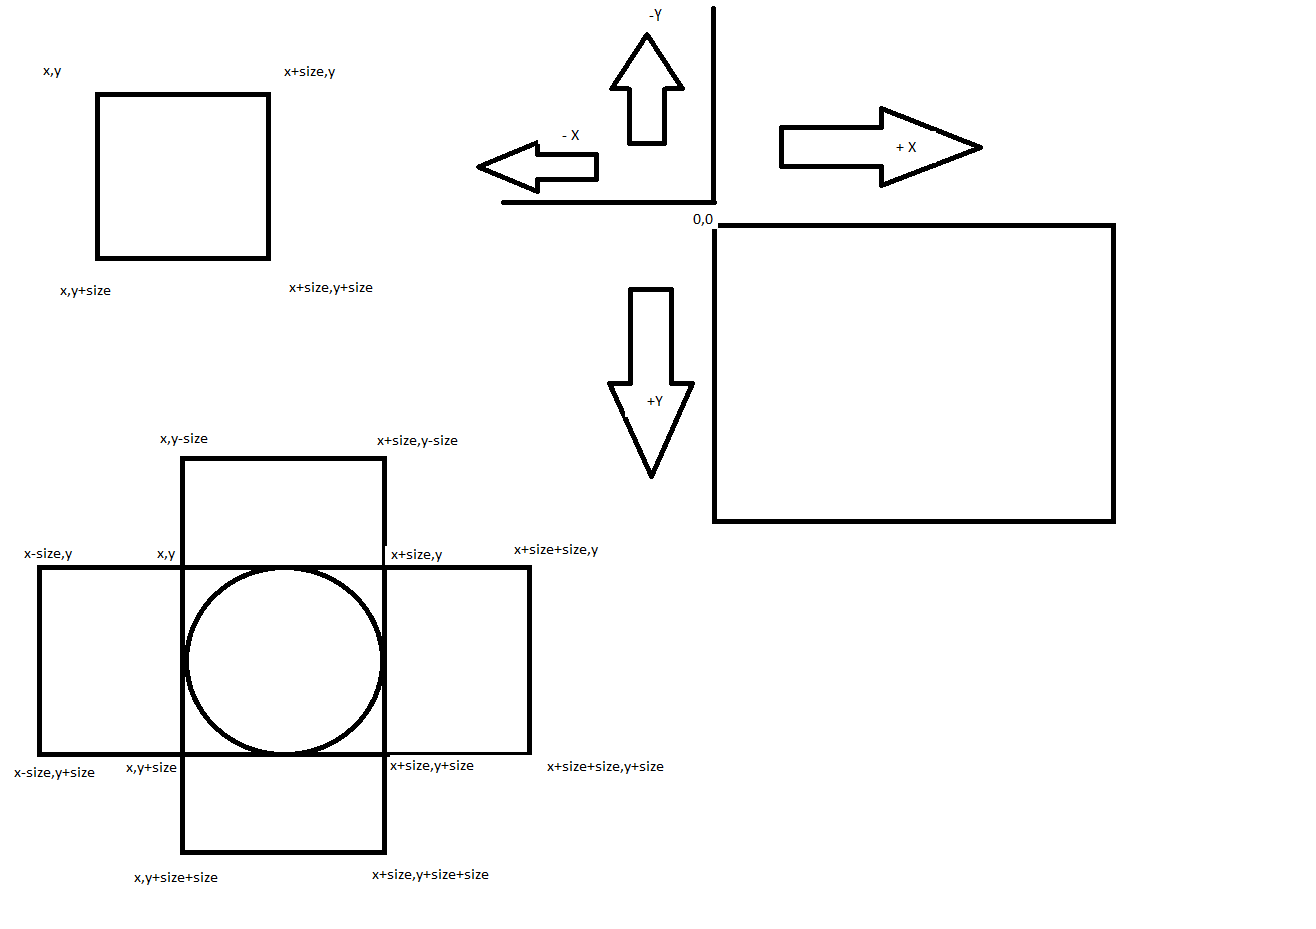 -Y
x,y
x+size,y
- X
+ X
0,0
x,y+size
x+size,y+size
+Y
x,y-size
x+size,y-size
x-size,y
x,y
x+size,y
x+size+size,y
x-size,y+size
x,y+size
x+size,y+size
x+size+size,y+size
x,y+size+size
x+size,y+size+size